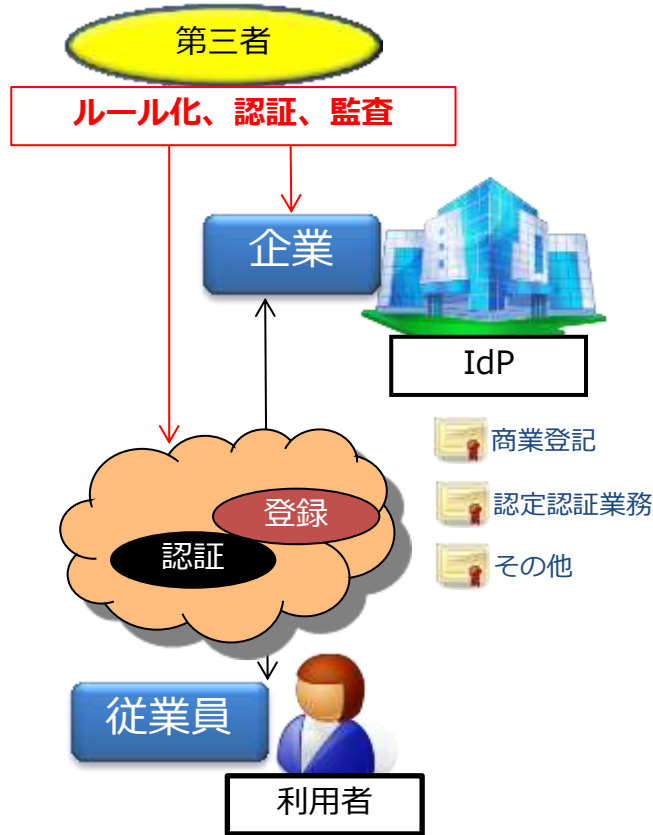 第三者
ルール化、認証、監査
企業
IdP
商業登記
認定認証業務
その他
登録
認証
従業員
利用者